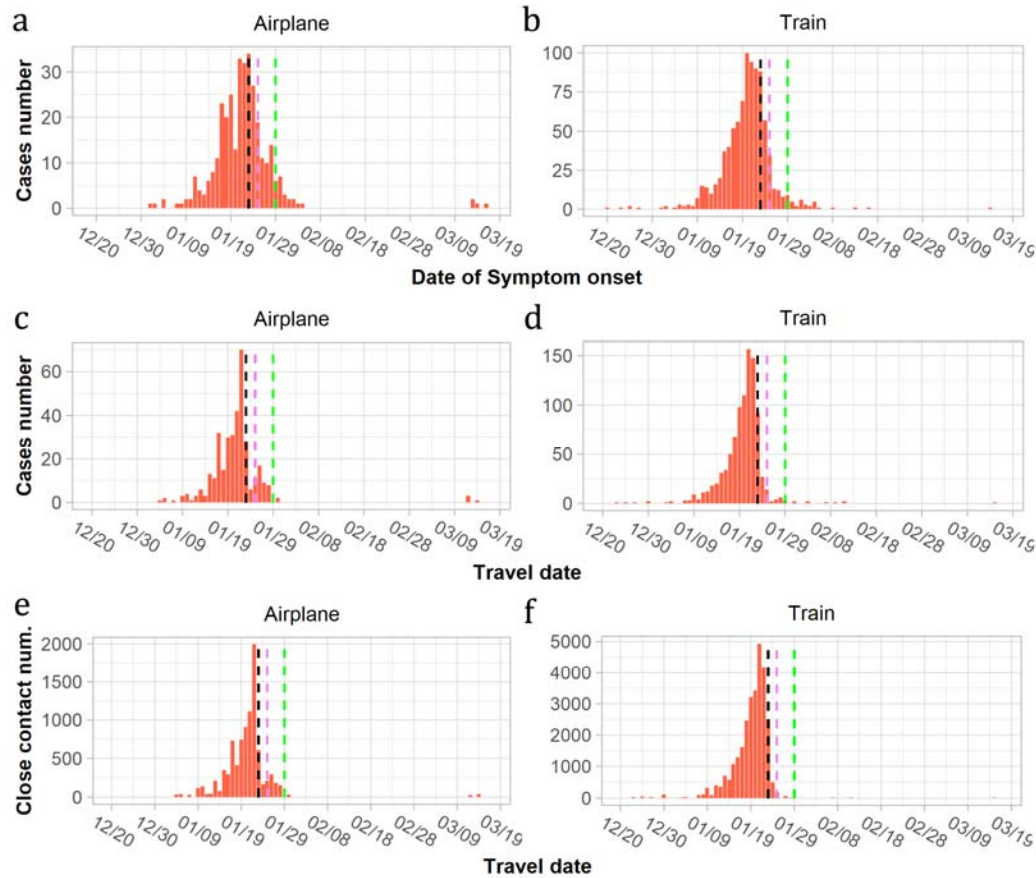 a
Airplane
b
Train
Cases number
30
20
10
0
100
75
50
25
0
12/20 12/30 01/09 01/19 01/29 02/08 02/18 02/28 03/09 03/19
12/20 12/30 01/09 01/19 01/29 02/08 02/18 02/28 03/09 03/19
Date of Symptom onset
c
Airplane
d
Train
Cases number
60
40
20
0
150
100
50
0
12/20 12/30 01/09 01/19 01/29 02/08 02/18 02/28 03/09 03/19
12/20 12/30 01/09 01/19 01/29 02/08 02/18 02/28 03/09 03/19
Travel date
e
Airplane
f
Train
Close contact num.
2000
1500
1000
500
0
5000
4000
3000
2000
1000
0
12/20 12/30 01/09 01/19 01/29 02/08 02/18 02/28 03/09 03/19
12/20 12/30 01/09 01/19 01/29 02/08 02/18 02/28 03/09 03/19
Travel date